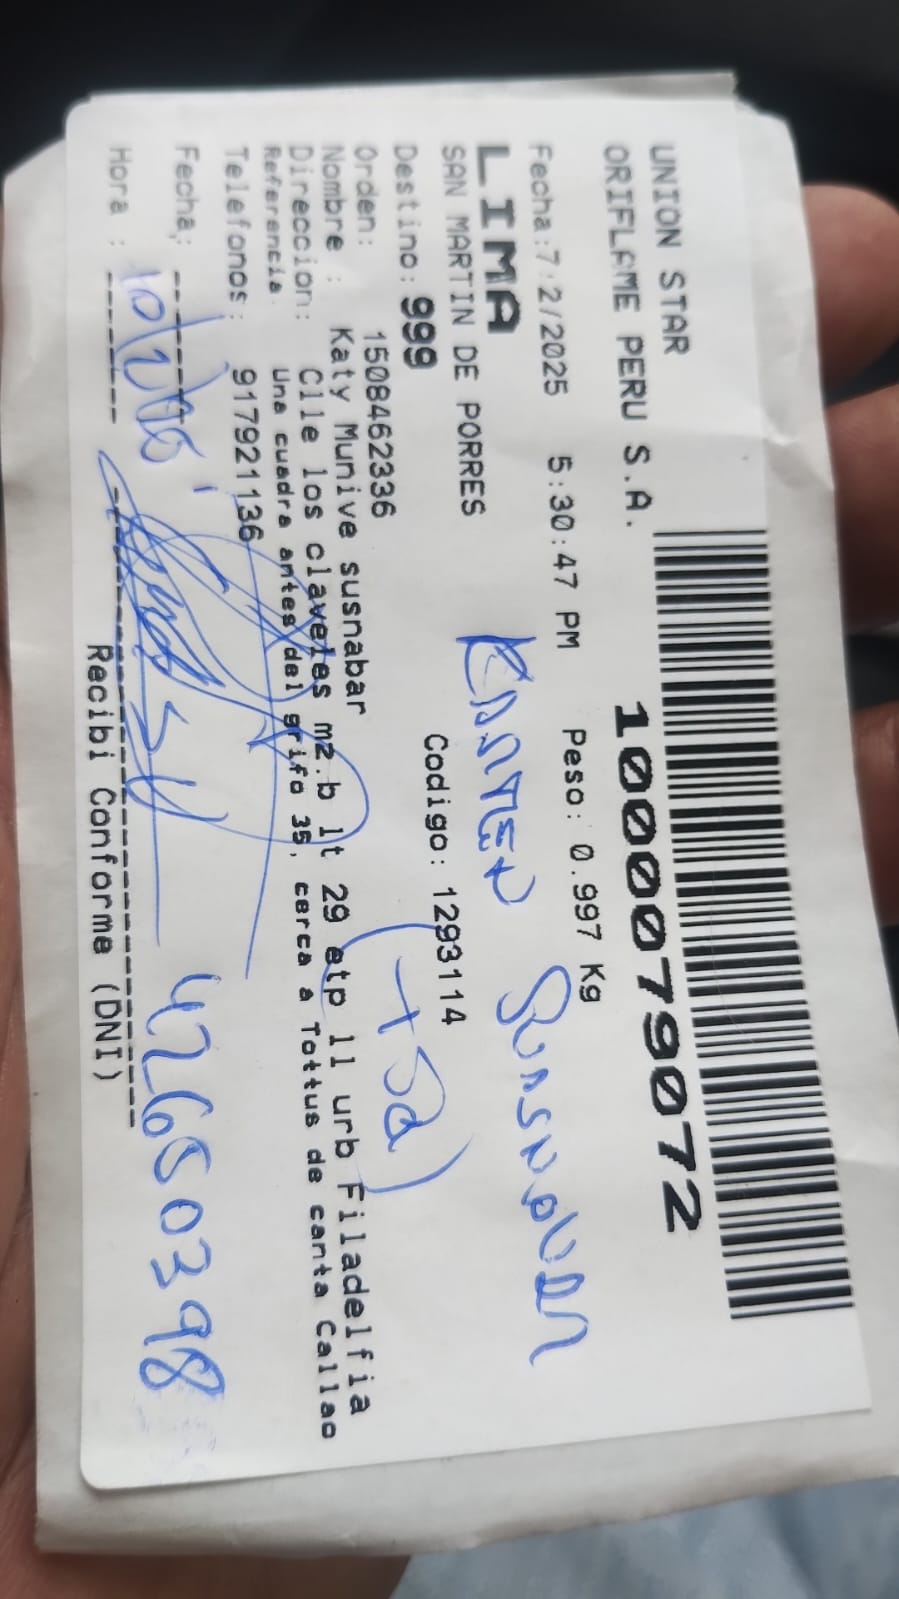 UNION STAR
ORIFLAME PERU S.A.
1000079072
Fecha:7/2/2025 5:30:47 PM Peso: 0.997 Kg
LIMA
SAN MARTIN DE PORRES
Destino: 999 Codigo: 1293114
Orden: 1508462336
(+Sa)
Nombre : Katy Munive susnabar
Direccion: Clle los claveles mz.b lt 29 etp 11 urb Filadelfia
Referencia: Una cuadra antes del grifo 35, cerca a Tottus de canta Callao
Telefonos: 917921136
Fecha:
Hora : 42650398
Recibi Conforme (DNI)